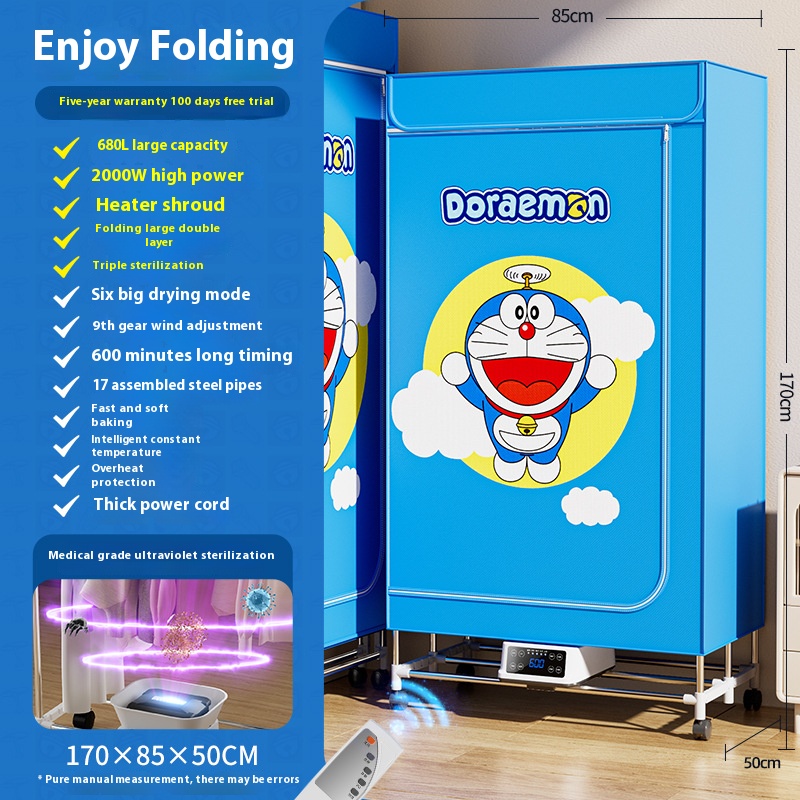 Enjoy Folding
Five-year warranty 100 days free trial
680L large capacity
2000W high power
Heater shroud
Folding large double
layer
Triple sterilization
Six big drying mode
9th gear wind adjustment
600 minutes long timing
17 assembled steel pipes
Fast and soft
baking
Intelligent constant
temperature
Overheat
protection
Thick power cord
Medical grade ultraviolet sterilization
170×85×50CM
* Pure manual measurement, there may be errors
85cm
Doraemon
170cm
600
50cm